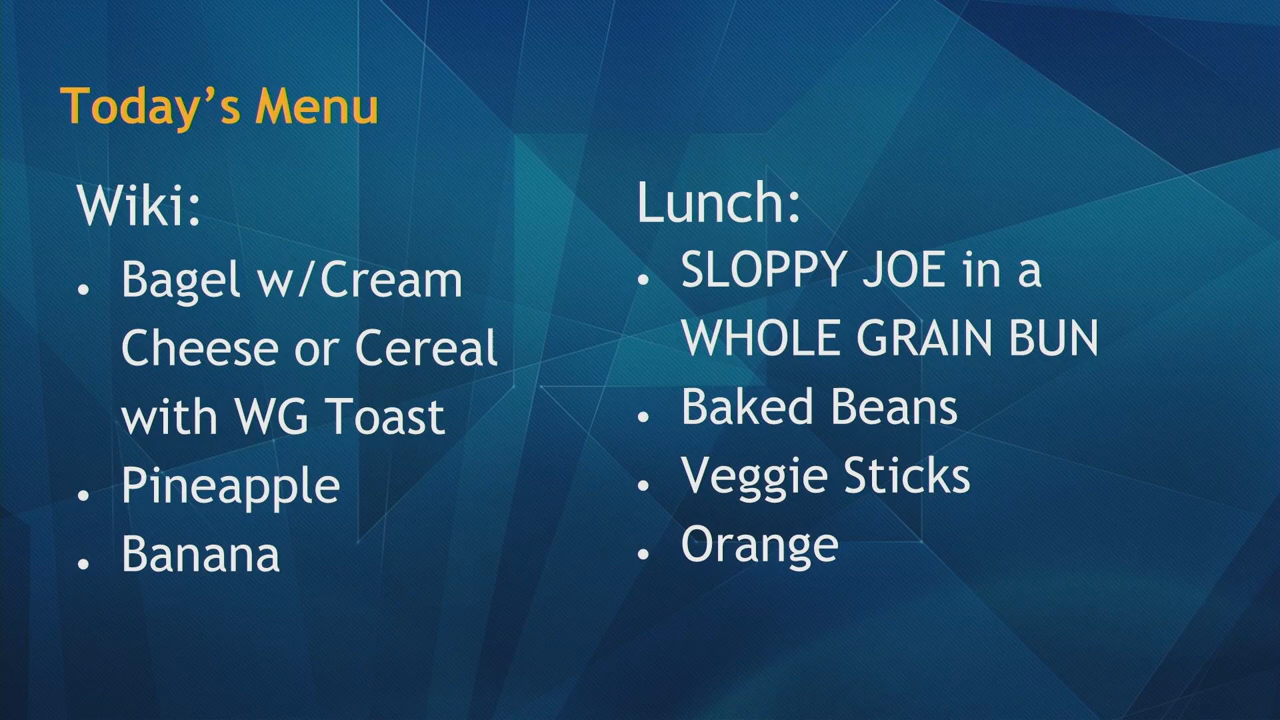 Today’s Menu
Wiki:
• Bagel w/Cream
Cheese or Cereal
with WG Toast
• Pineapple
• Banana
Lunch:
• SLOPPY JOE in a
WHOLE GRAIN BUN
• Baked Beans
• Veggie Sticks
• Orange